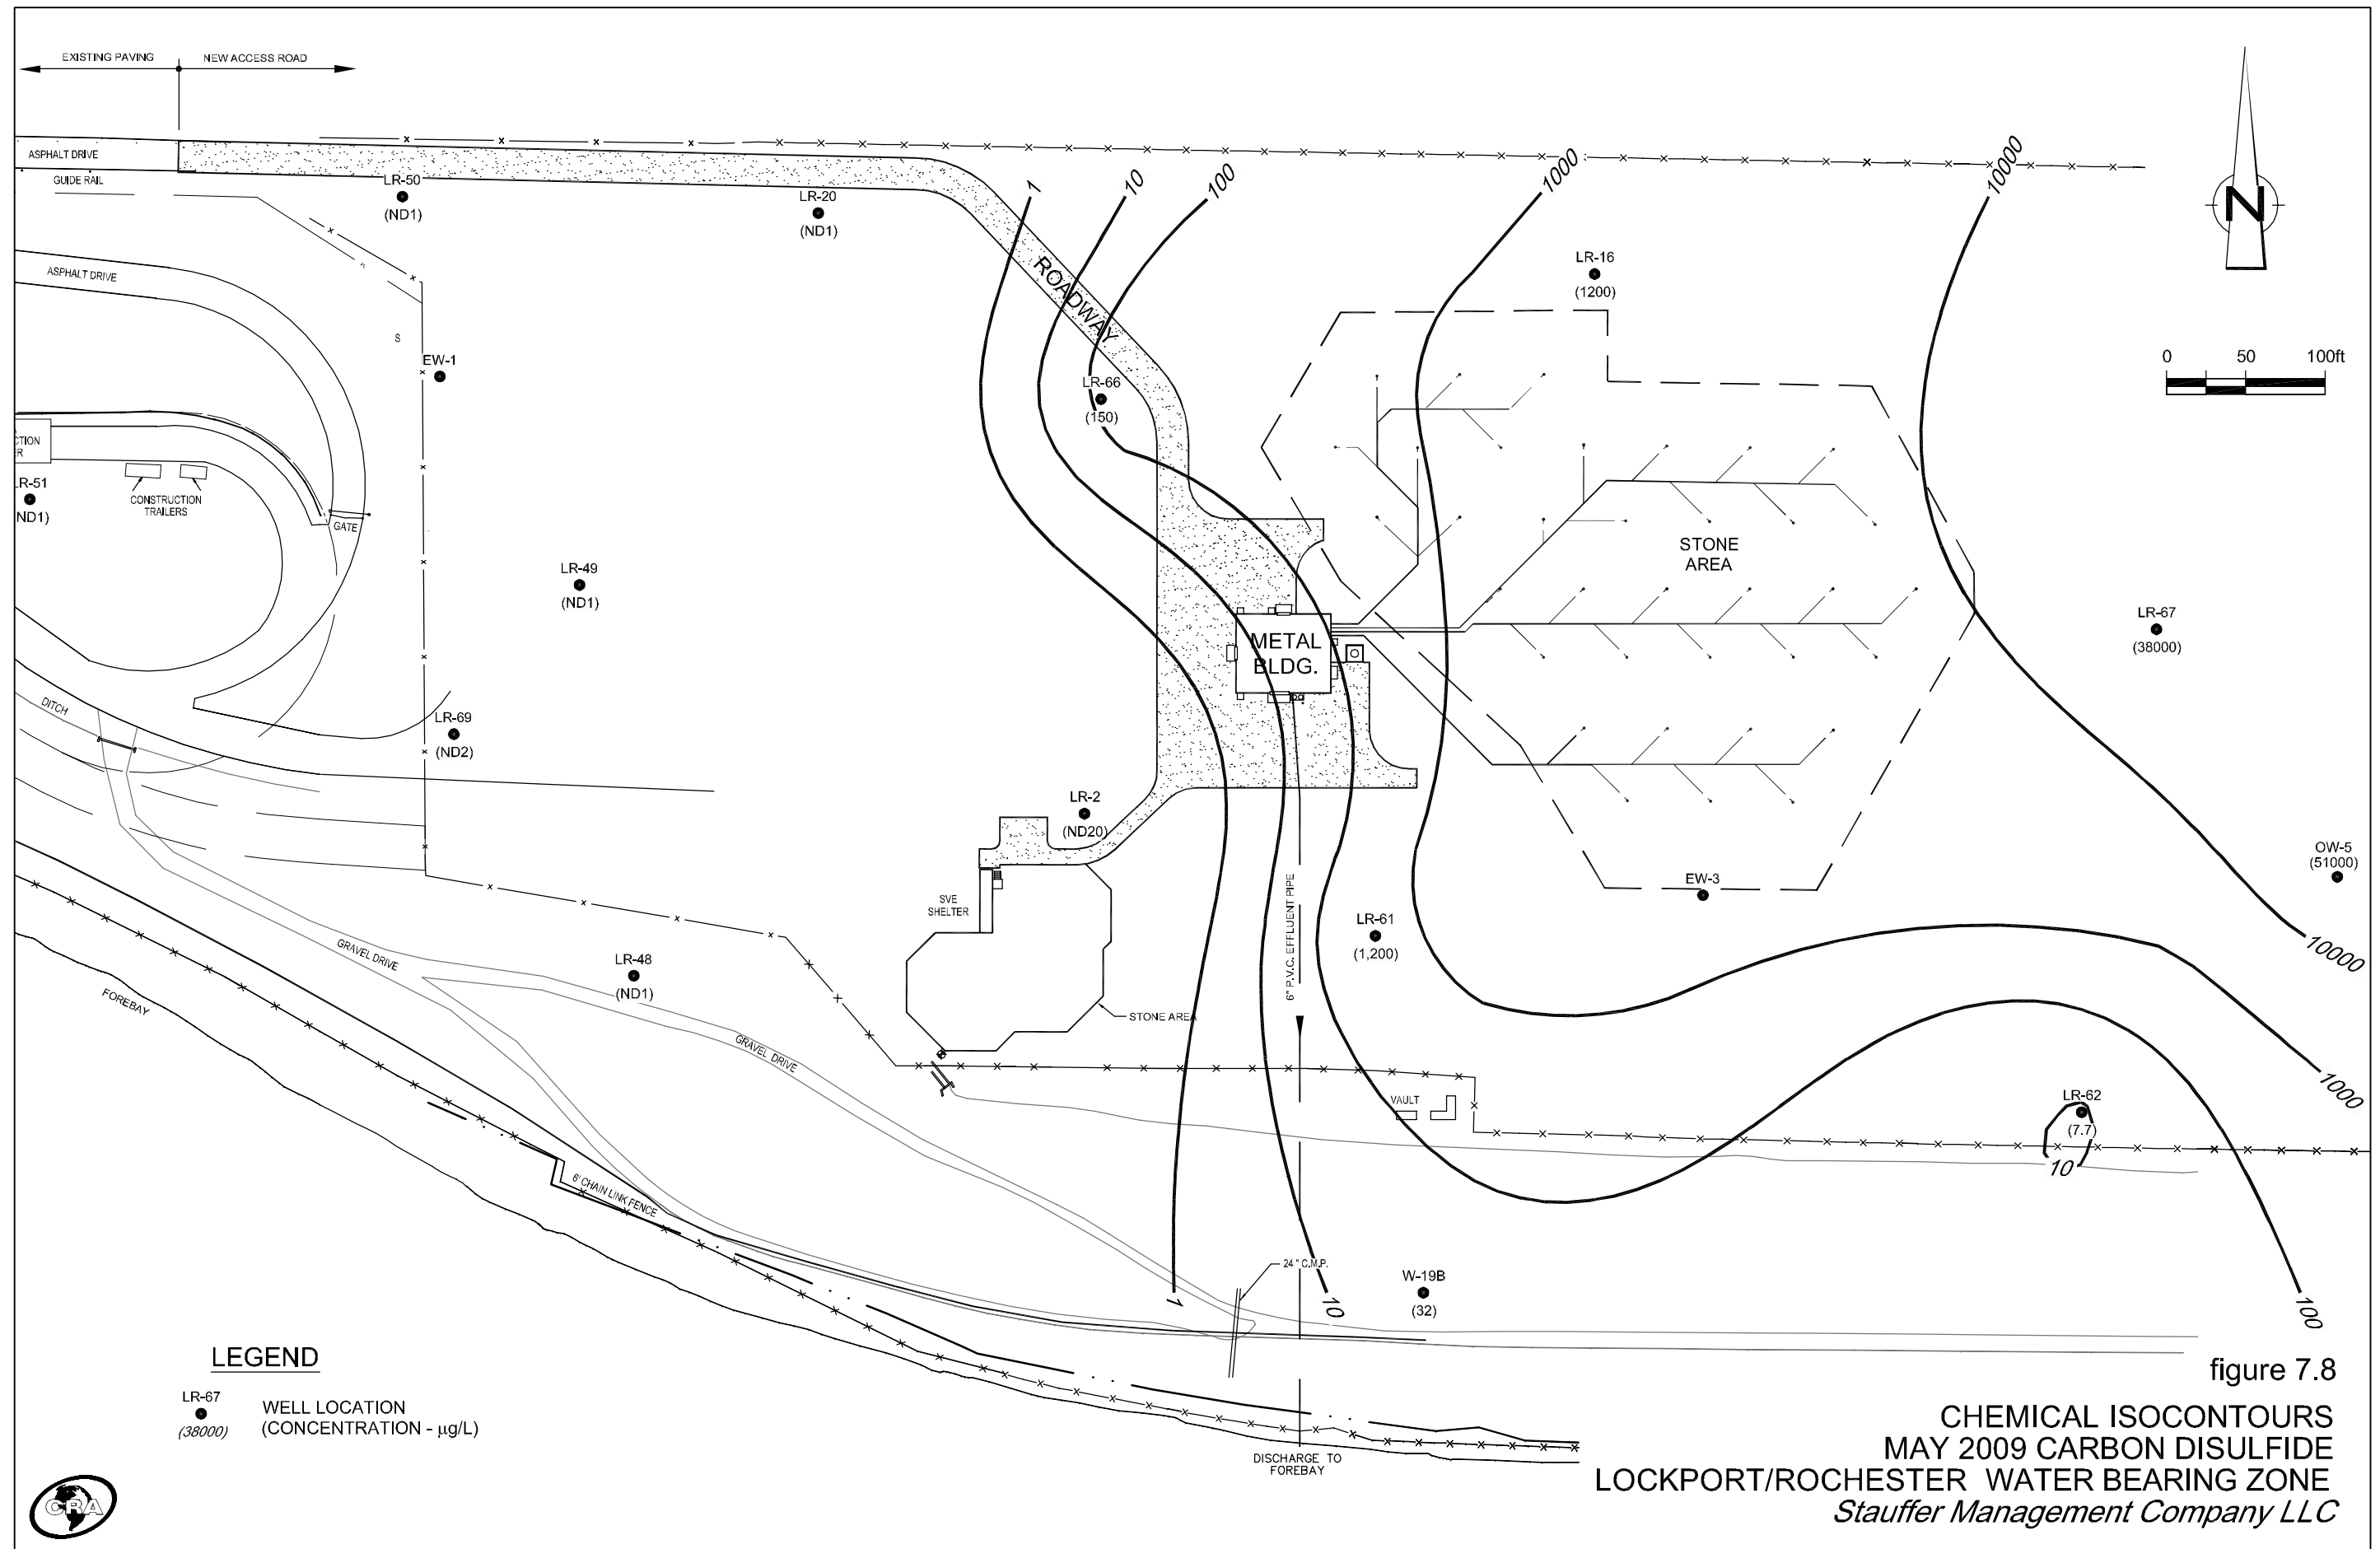 EXISTING PAVING
NEW ACCESS ROAD
ASPHALT DRIVE
GUIDE RAIL
LR-50
(ND1)
LR-20
(ND1)
1
10
100
1000
10000
N
ROADWAY
LR-16
(1200)
ASPHALT DRIVE
S
EW-1
0 50 100ft
LR-66
(150)
CTION
ER
LR-51
(ND1)
CONSTRUCTION
TRAILERS
GATE
STONE
AREA
LR-49
(ND1)
METAL
BLDG.
LR-67
(38000)
DITCH
LR-69
(ND2)
LR-2
(ND20)
OW-5
(51000)
SVE
SHELTER
6" P.V.C. EFFLUENT PIPE
EW-3
LR-61
(1,200)
10000
GRAVEL DRIVE
LR-48
(ND1)
FOREBAY
STONE AREA
GRAVEL DRIVE
VAULT
LR-62
(7.7)
10
1000
6' CHAIN LINK FENCE
24" C.M.P.
W-19B
(32)
1
10
100
LEGEND
LR-67
(38000)
WELL LOCATION
(CONCENTRATION - µg/L)
DISCHARGE TO
FOREBAY
CRA
figure 7.8
CHEMICAL ISOCONTOURS
MAY 2009 CARBON DISULFIDE
LOCKPORT/ROCHESTER WATER BEARING ZONE
Stauffer Management Company LLC